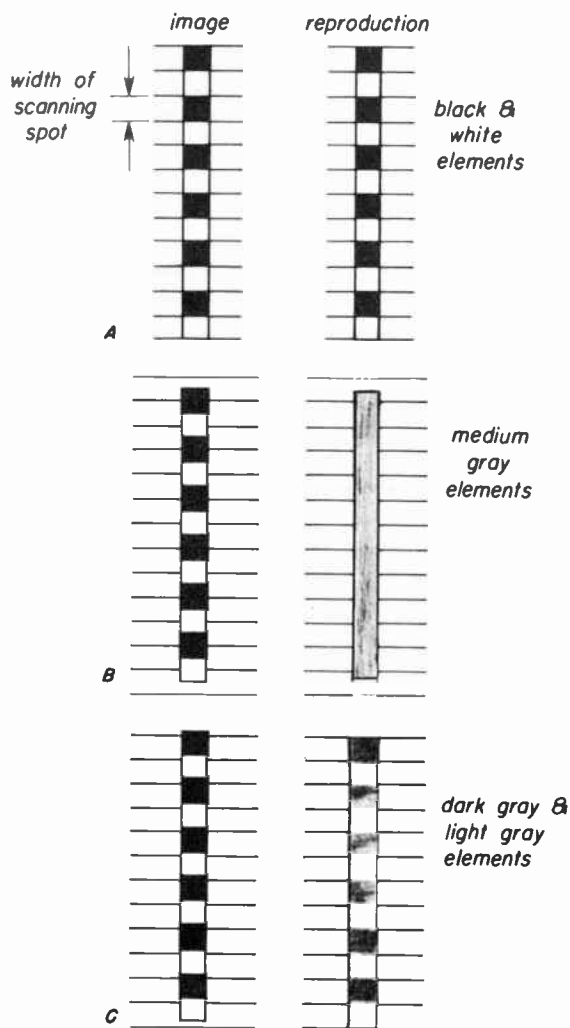 image
reproduction
width of
scanning
spot
black &
white
elements
A
medium
gray
elements
B
dark gray &
light gray
elements
C